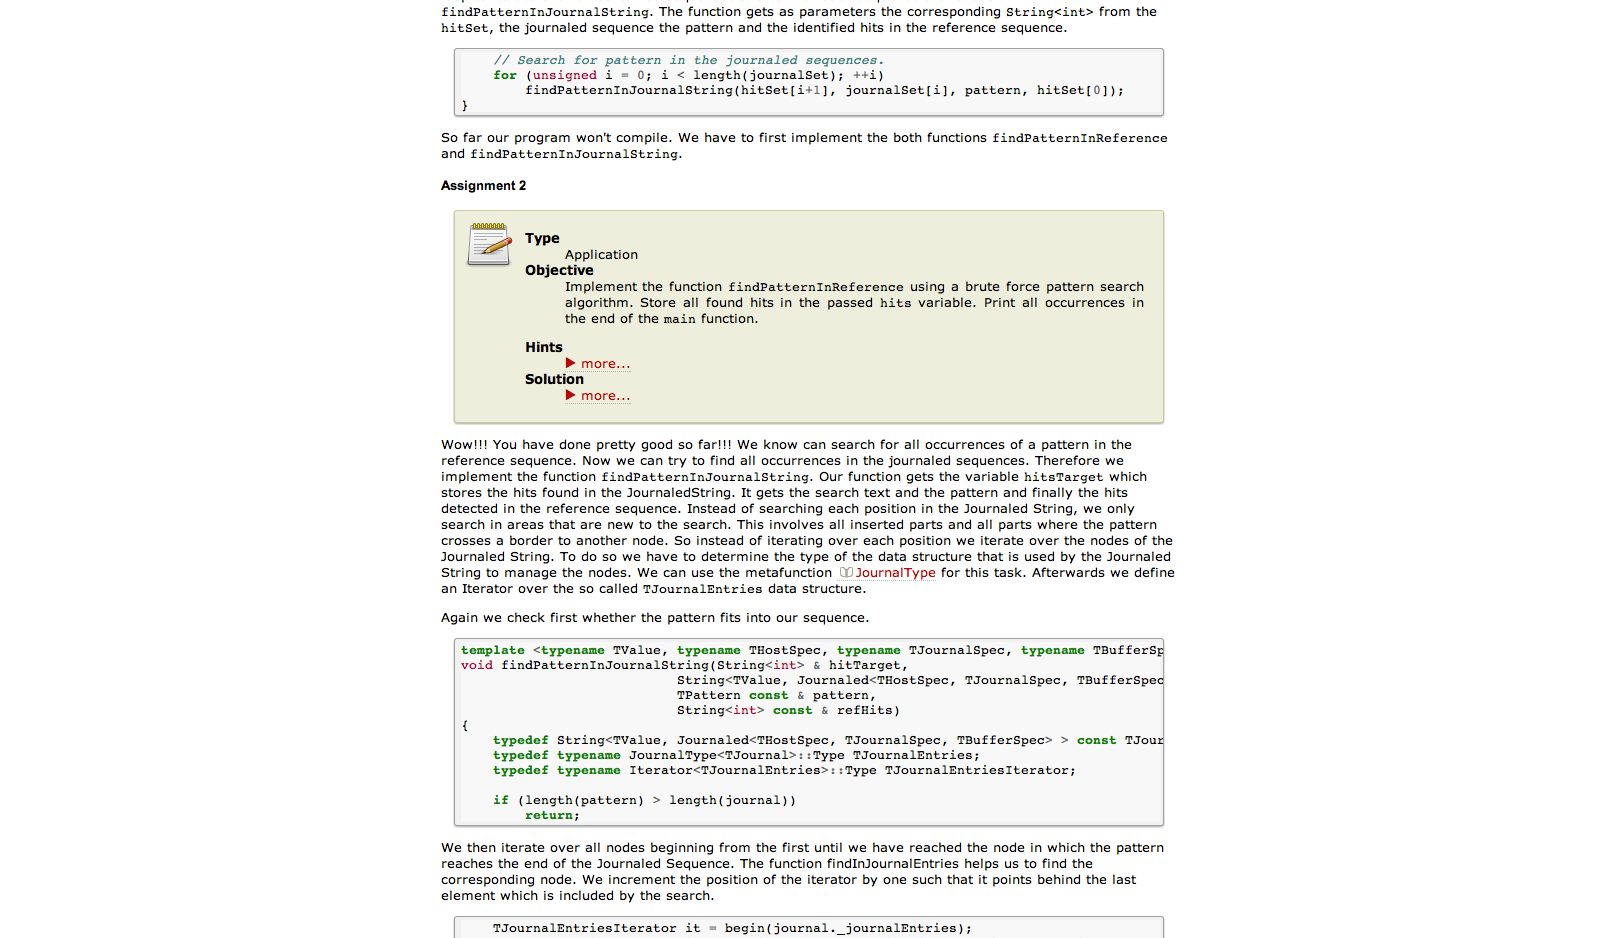 findPatternInJournalString. The function gets as parameters the corresponding String<int> from the
hitSet, the journaled sequence the pattern and the identified hits in the reference sequence.
// Search for pattern in the journaled sequences.
for (unsigned i = 0; i < length(journalSet); ++i)
findPatternInJournalString(hitSet[i+1], journalSet[i], pattern, hitSet[0]);
}
So far our program won't compile. We have to first implement the both functions findPatternInReference
and findPatternInJournalString.
Assignment 2
Type
Application
Objective
Implement the function findPatternInReference using a brute force pattern search
algorithm. Store all found hits in the passed hits variable. Print all occurrences in
the end of the main function.
Hints
▶ more...
Solution
▶ more...
Wow!!! You have done pretty good so far!!! We know can search for all occurrences of a pattern in the
reference sequence. Now we can try to find all occurrences in the journaled sequences. Therefore we
implement the function findPatternInJournalString. Our function gets the variable hitsTarget which
stores the hits found in the JournaledString. It gets the search text and the pattern and finally the hits
detected in the reference sequence. Instead of searching each position in the Journaled String, we only
search in areas that are new to the search. This involves all inserted parts and all parts where the pattern
crosses a border to another node. So instead of iterating over each position we iterate over the nodes of the
Journaled String. To do so we have to determine the type of the data structure that is used by the Journaled
String to manage the nodes. We can use the metafunction JournalType for this task. Afterwards we define
an Iterator over the so called TJournalEntries data structure.
Again we check first whether the pattern fits into our sequence.
template <typename TValue, typename THostSpec, typename TJournalSpec, typename TBufferSp
void findPatternInJournalString(String<int> & hitTarget,
String<TValue, Journaled<THostSpec, TJournalSpec, TBufferSpec
TPattern const & pattern,
String<int> const & refHits)
{
typedef String<TValue, Journaled<THostSpec, TJournalSpec, TBufferSpec> > const TJour
typedef typename JournalType<TJournal>::Type TJournalEntries;
typedef typename Iterator<TJournalEntries>::Type TJournalEntriesIterator;
if (length(pattern) > length(journal))
return;
We then iterate over all nodes beginning from the first until we have reached the node in which the pattern
reaches the end of the Journaled Sequence. The function findInJournalEntries helps us to find the
corresponding node. We increment the position of the iterator by one such that it points behind the last
element which is included by the search.
TJournalEntriesIterator it = begin(journal._journalEntries);